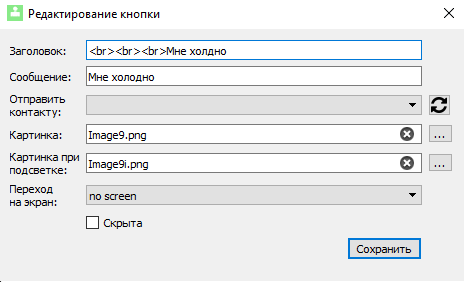 Редактирование кнопки
Заголовок: <br><br><br>Мне холдно
Сообщение: Мне холодно
Отправить
контакту:
Картинка: Image9.png ...
Картинка при
подсветке: Image9i.png ...
Переход
на экран: no screen
Скрыта
Сохранить